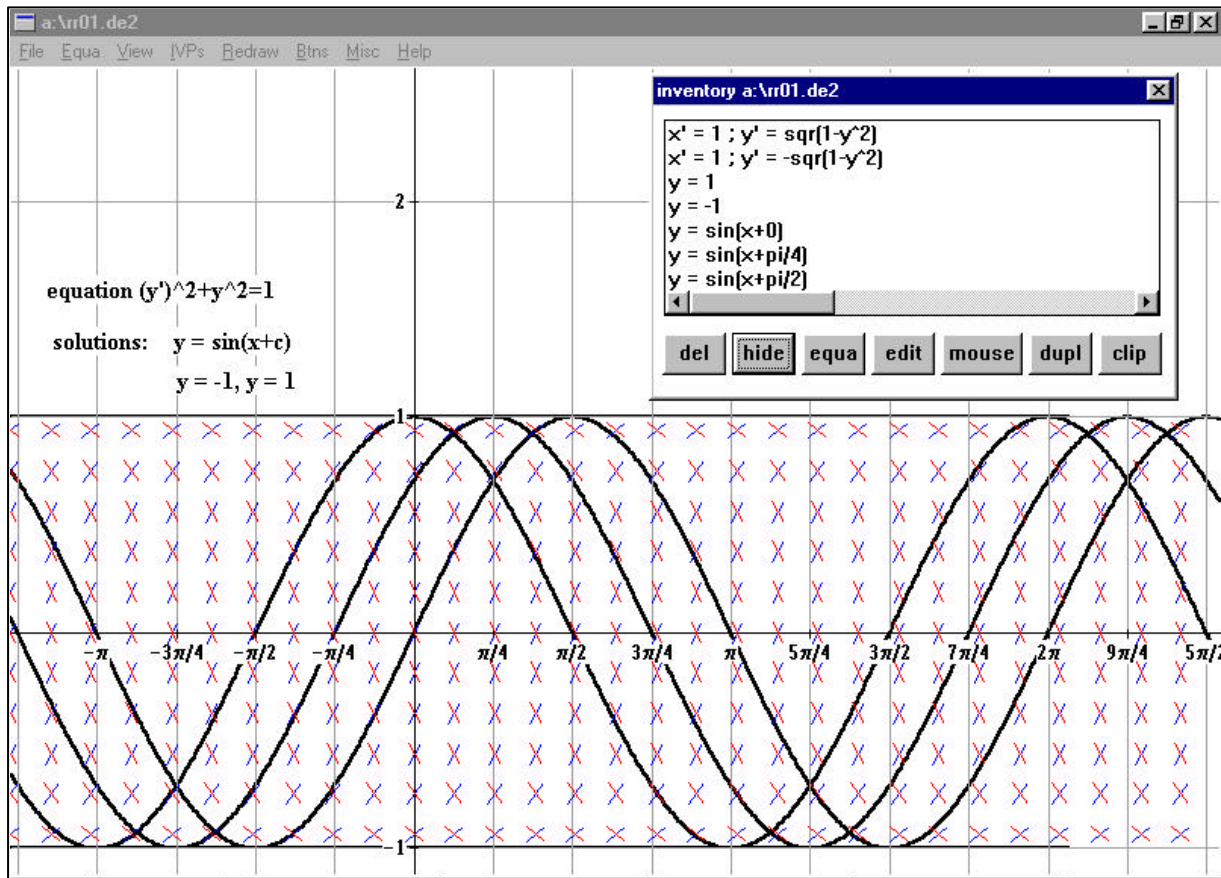 a:\rr01.de2
File Equa View IVPs Redraw Btns Misc Help
inventory a:\rr01.de2
x' = 1 ; y' = sqr(1-y^2)
x' = 1 ; y' = -sqr(1-y^2)
y = 1
y = -1
y = sin(x+0)
y = sin(x+pi/4)
y = sin(x+pi/2)
del hide equa edit mouse dupl clip
2
equation (y')^2+y^2=1
solutions: y = sin(x+c)
y = -1, y = 1
1
-π -3π/4 -π/2 -π/4 π/4 π/2 3π/4 π 5π/4 3π/2 7π/4 2π 9π/4 5π/2
-1